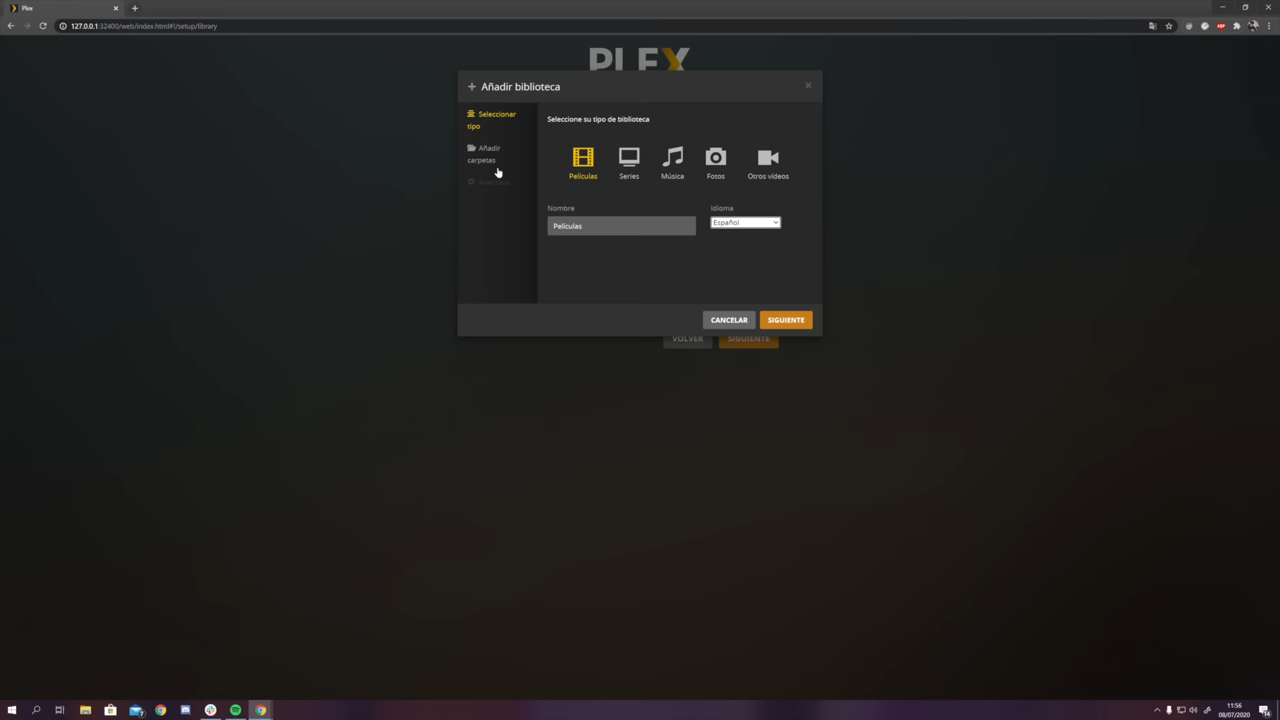 Plex
127.0.0.1:32400/web/index.html#!/setup/library
PLEX
+ Añadir biblioteca
Seleccionar
tipo
Añadir
carpetas
Seleccione su tipo de biblioteca
Películas Series Música Fotos Otros vídeos
Nombre Idioma
Películas Español
CANCELAR SIGUIENTE
VOLVER SIGUIENTE
11:56
08/07/2020